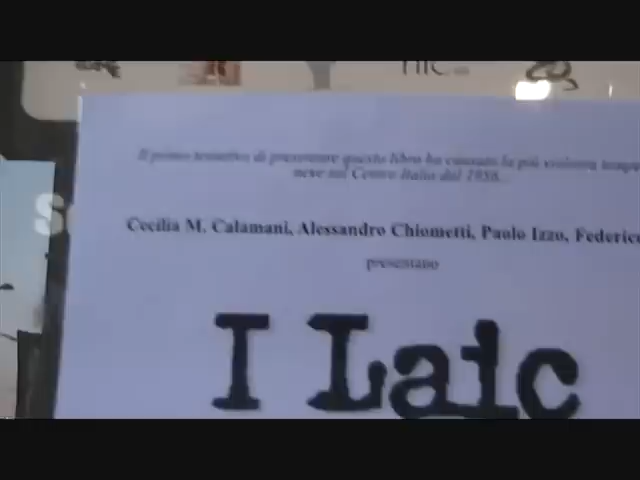 Il primo tentativo di presentare questo libro ha causato la più violenta
neve sul Centro Italia dal 1956...
Cecilia M. Calamani, Alessandro Chiometti, Paolo Izzo, Federico
presentano
I Laic